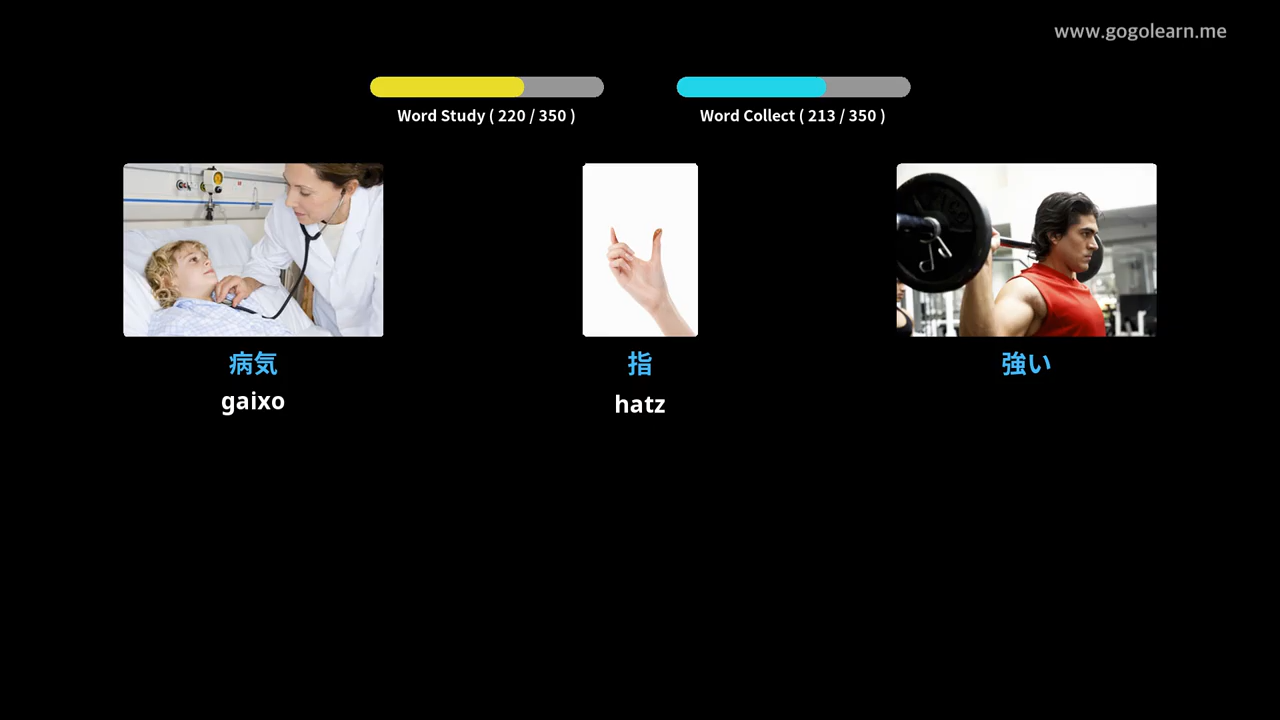 www.gogolearn.me
Word Study ( 220 / 350 )
Word Collect ( 213 / 350 )
病気
指
強い
gaixo
hatz